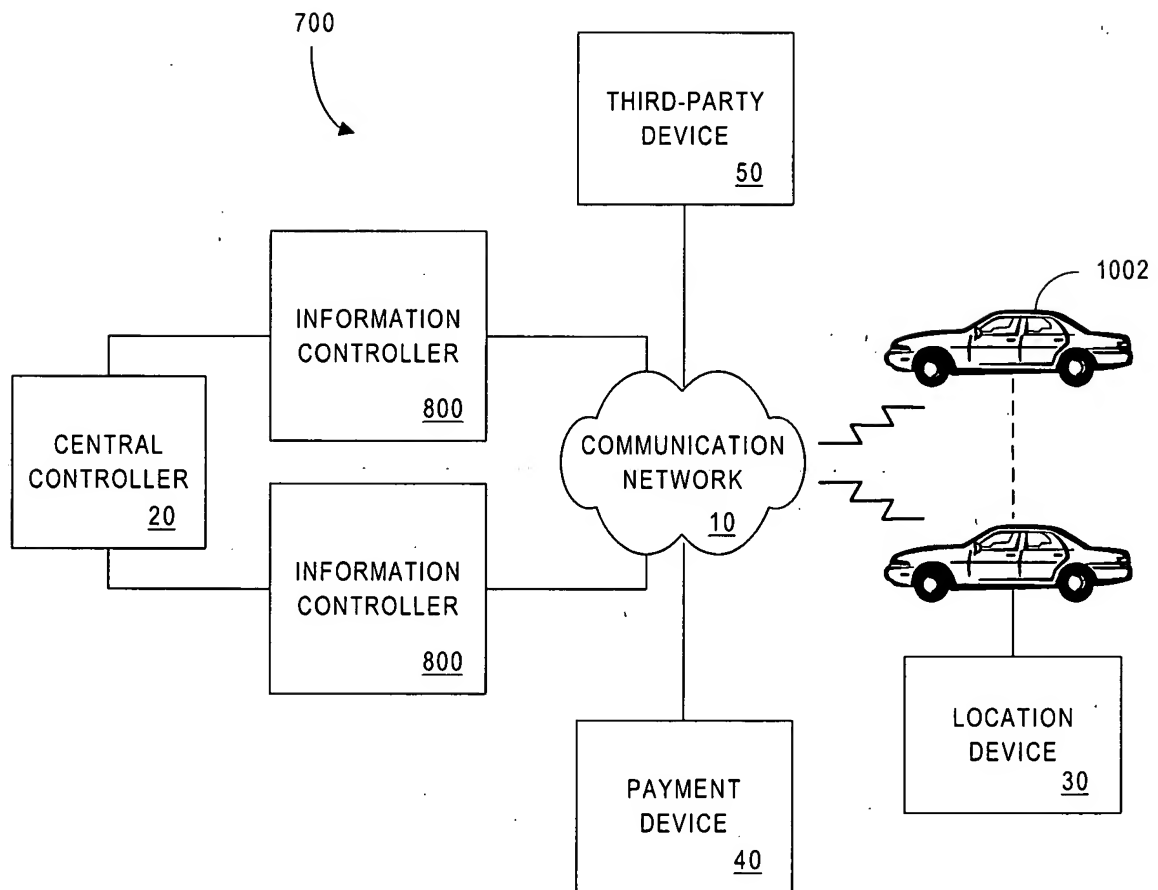 700
THIRD-PARTY
DEVICE
50
1002
INFORMATION
CONTROLLER
800
CENTRAL
CONTROLLER
20
COMMUNICATION
NETWORK
10
INFORMATION
CONTROLLER
800
LOCATION
DEVICE
30
PAYMENT
DEVICE
40